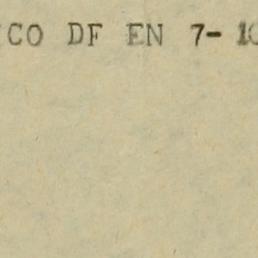 CO DF EN 7-